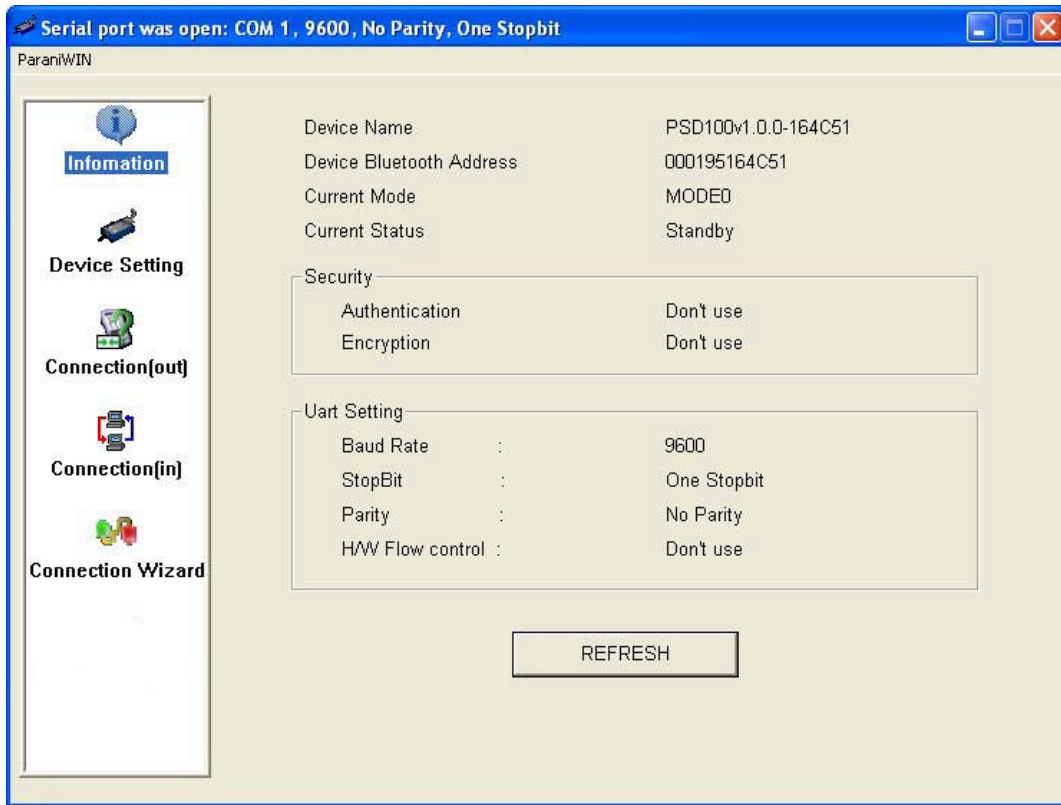 Serial port was open: COM 1, 9600, No Parity, One Stopbit
ParaniWIN
Infomation
Device Setting
Connection(out)
Connection(in)
Connection Wizard
Device Name PSD100v1.0.0-164C51
Device Bluetooth Address 000195164C51
Current Mode MODE0
Current Status Standby
Security
Authentication Don't use
Encryption Don't use
Uart Setting
Baud Rate : 9600
StopBit : One Stopbit
Parity : No Parity
H/W Flow control : Don't use
REFRESH